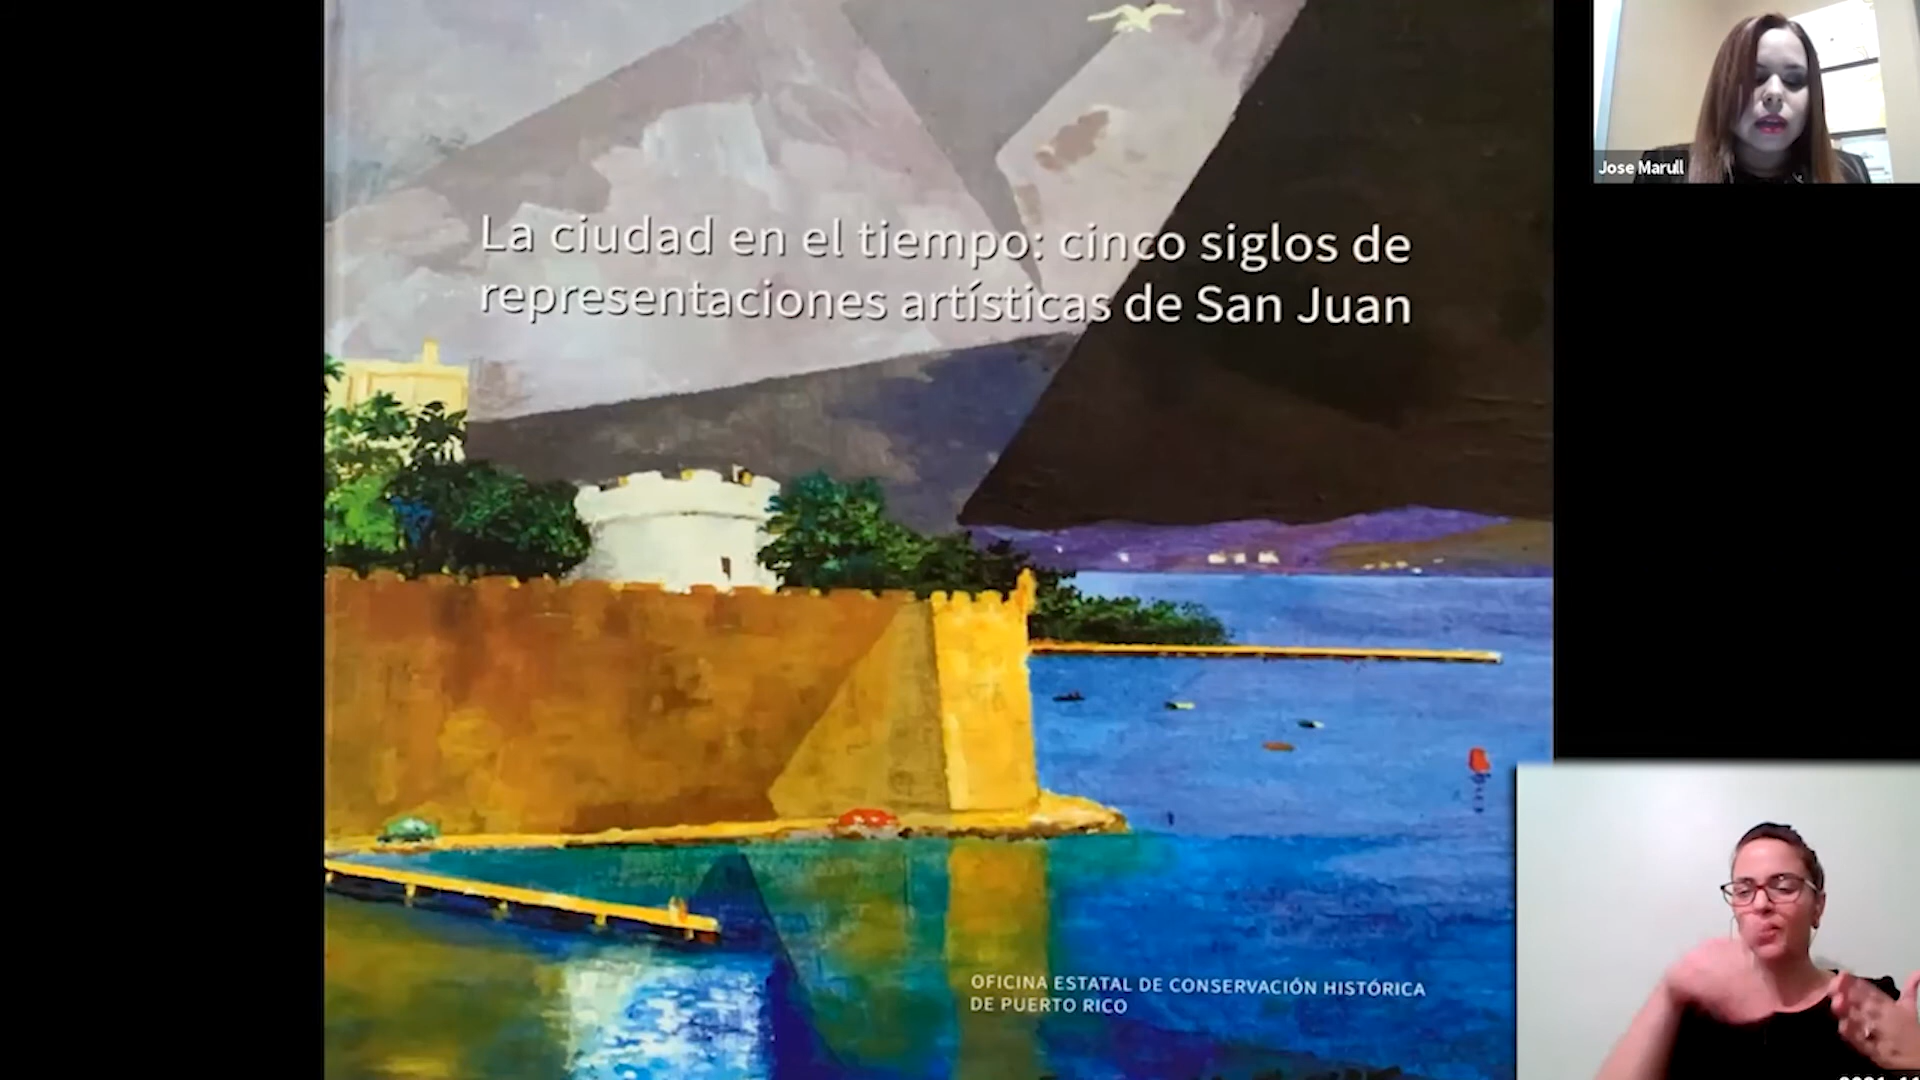 La ciudad en el tiempo: cinco siglos de
representaciones artísticas de San Juan
OFICINA ESTATAL DE CONSERVACIÓN HISTÓRICA
DE PUERTO RICO
Jose Marull